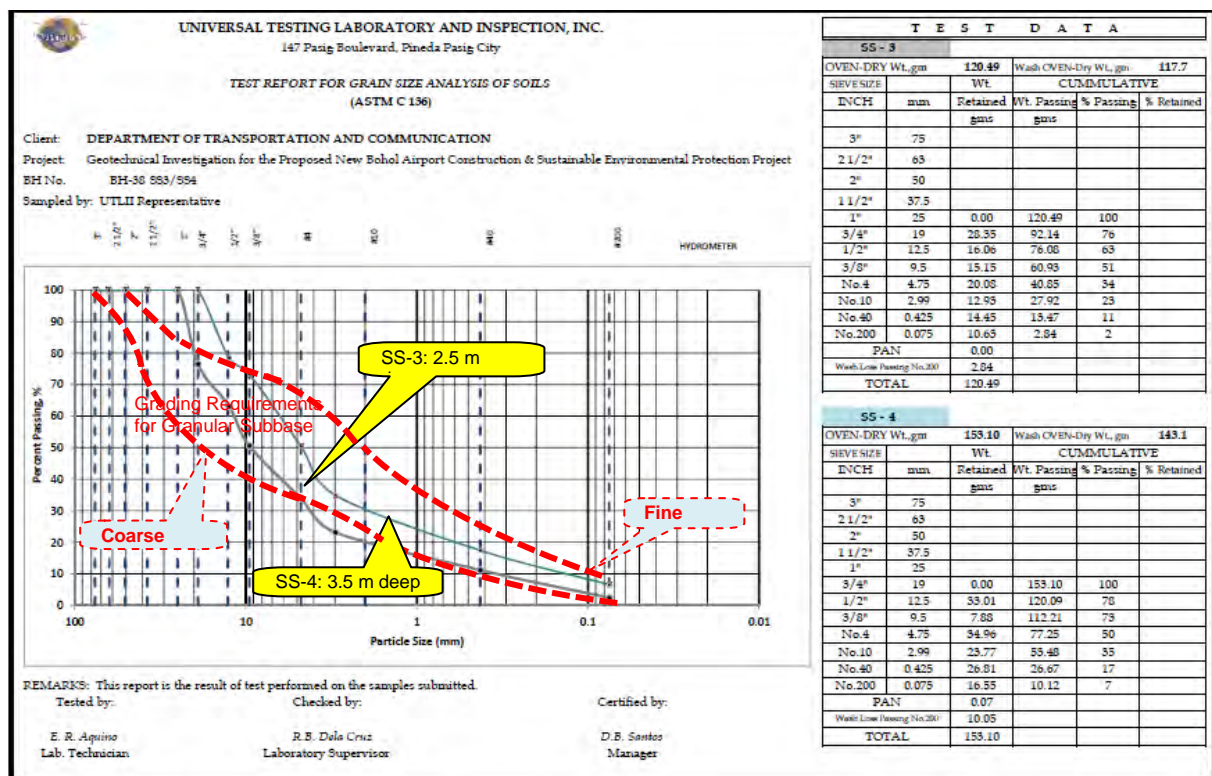 UNIVERSAL TESTING LABORATORY AND INSPECTION, INC.
147 Pasig Boulevard, Pineda Pasig City
TEST REPORT FOR GRAIN SIZE ANALYSIS OF SOILS
(ASTM C 136)
Client: DEPARTMENT OF TRANSPORTATION AND COMMUNICATION
Project: Geotechnical Investigation for the Proposed New Bohol Airport Construction & Sustainable Environmental Protection Project
BH No. BH-38 SS3/SS4
Sampled by: UTLII Representative
3" 2 1/2" 2" 1 1/2" 1" 3/4" 1/2" 3/8" #4 #10 #40 #200 HYDROMETER
Percent Passing, %
100
90
80
70
60
50
40
30
20
10
0
SS-3: 2.5 m
Grading Requirements
for Granular Subbase
Coarse
Fine
SS-4: 3.5 m deep
100 10 1 0.1 0.01
Particle Size (mm)
REMARKS: This report is the result of test performed on the samples submitted.
Tested by: Checked by: Certified by:
E. R. Aquino R.B. Dela Cruz D.B. Santos
Lab. Technician Laboratory Supervisor Manager
T E S T D A T A
SS - 3
OVEN-DRY Wt.,gm 120.49 Wash OVEN-Dry Wt., gm 117.7
SIEVE SIZE Wt. CUMMULATIVE
INCH mm Retained Wt. Passing % Passing % Retained
gms gms
3" 75
2 1/2" 63
2" 50
1 1/2" 37.5
1" 25 0.00 120.49 100
3/4" 19 28.35 92.14 76
1/2" 12.5 16.06 76.08 63
3/8" 9.5 15.15 60.93 51
No.4 4.75 20.08 40.85 34
No.10 2.99 12.93 27.92 23
No.40 0.425 14.45 13.47 11
No.200 0.075 10.63 2.84 2
PAN 0.00
Wash Loss Passing No.200 2.84
TOTAL 120.49
SS - 4
OVEN-DRY Wt.,gm 153.10 Wash OVEN-Dry Wt., gm 143.1
SIEVE SIZE Wt. CUMMULATIVE
INCH mm Retained Wt. Passing % Passing % Retained
gms gms
3" 75
2 1/2" 63
2" 50
1 1/2" 37.5
1" 25
3/4" 19 0.00 153.10 100
1/2" 12.5 33.01 120.09 78
3/8" 9.5 7.88 112.21 73
No.4 4.75 34.96 77.25 50
No.10 2.99 23.77 53.48 35
No.40 0.425 26.81 26.67 17
No.200 0.075 16.55 10.12 7
PAN 0.07
Wash Loss Passing No.200 10.05
TOTAL 153.10